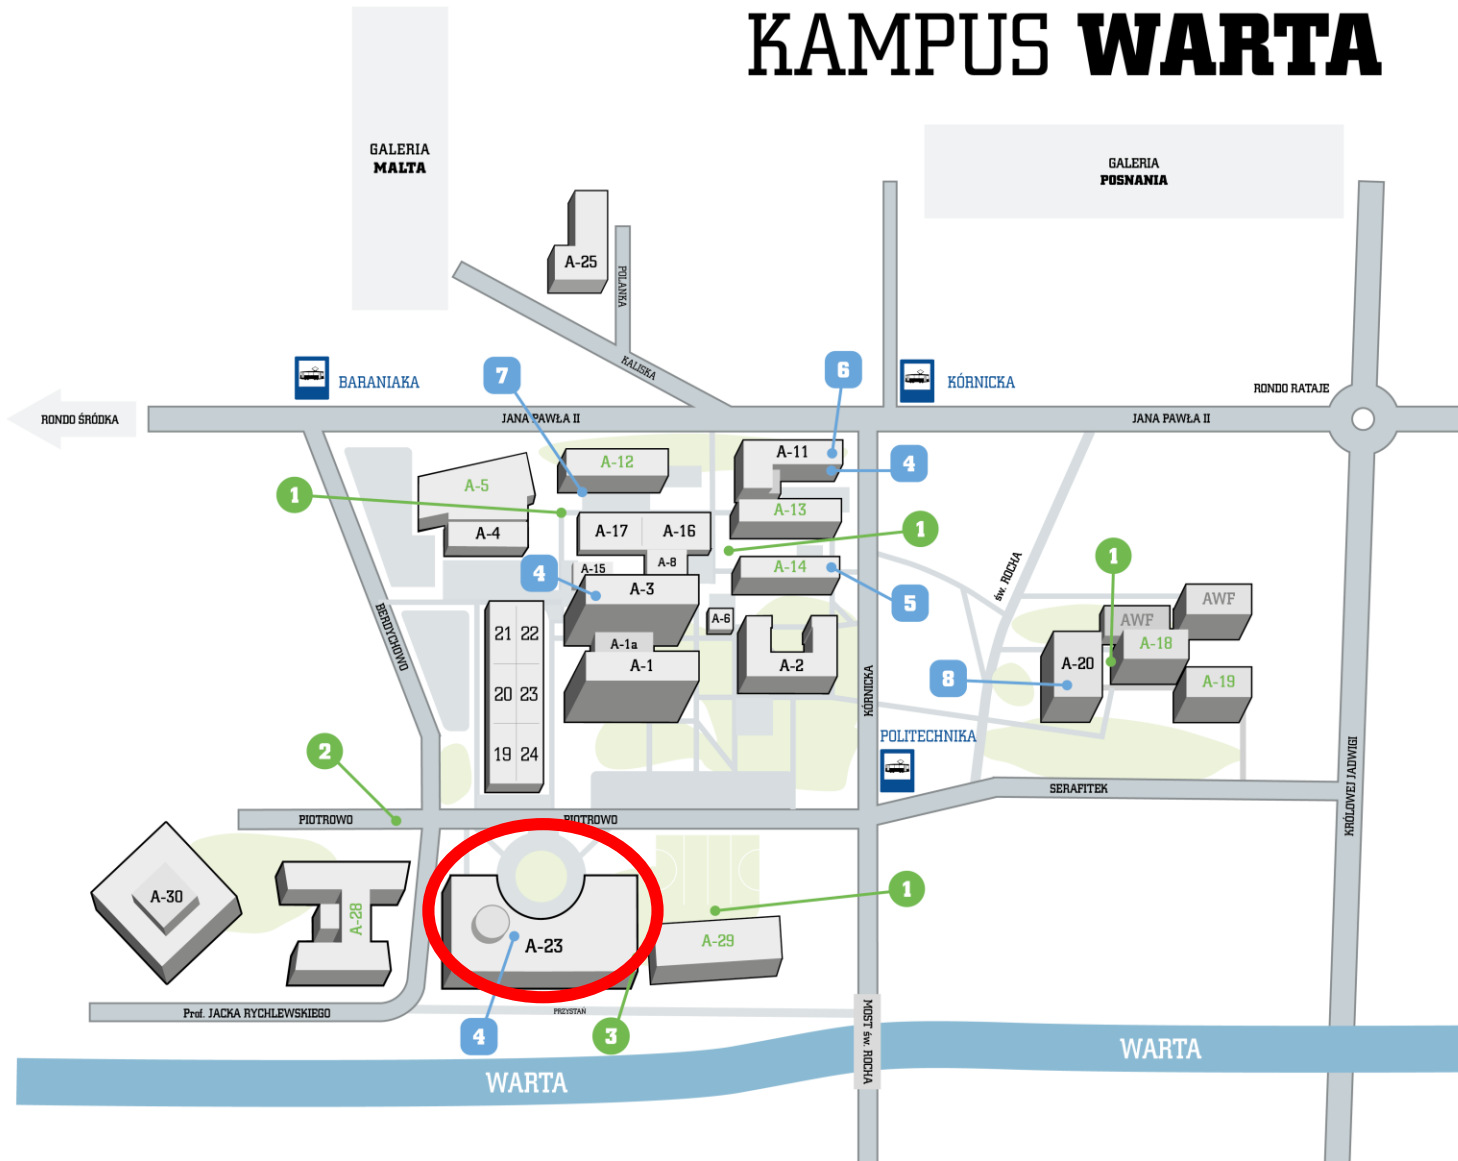 KAMPUS WARTA
GALERIA
MALTA
GALERIA
POSNANIA
A-25
POLANKA
KALISKA
BARANIAKA
7
6
KÓRNICKA
RONDO RATAJE
RONDO ŚRÓDKA
JANA PAWŁA II
JANA PAWŁA II
A-12
A-11
4
A-5
1
A-13
A-4
A-17
A-16
1
A-8
A-14
A-15
4
A-3
5
św. ROCHA
1
AWF
AWF
A-6
21 22
A-1a
A-18
A-1
A-2
A-20
A-19
8
BERDYCHOWO
20 23
KÓRNICKA
19 24
2
POLITECHNIKA
KRÓLOWEJ JADWIGI
SERAFITEK
PIOTROWO
PIOTROWO
A-30
A-28
1
A-23
A-29
Prof. JACKA RYCHLEWSKIEGO
PRZYSTAŃ
4
3
MOST św. ROCHA
WARTA
WARTA